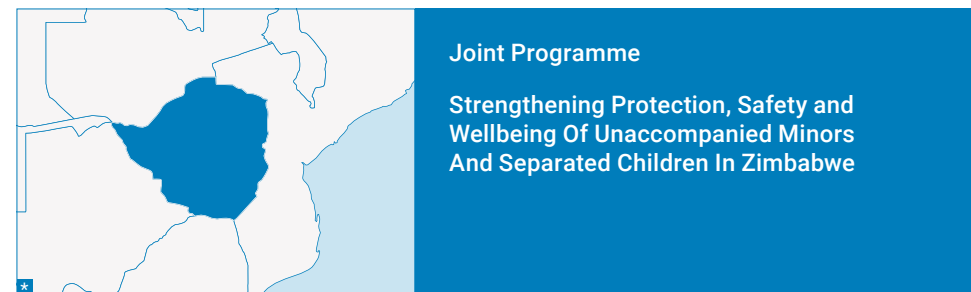 Joint Programme
Strengthening Protection, Safety and
Wellbeing Of Unaccompanied Minors
And Separated Children In Zimbabwe
*